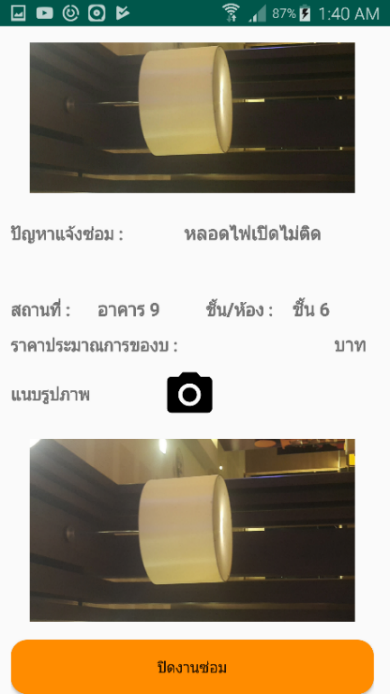 87% 1:40 AM
ปัญหาแจ้งซ่อม : หลอดไฟเปิดไม่ติด
สถานที่ : อาคาร 9 ชั้น/ห้อง : ชั้น 6
ราคาประมาณการของบ : บาท
แนบรูปภาพ
ปิดงานซ่อม